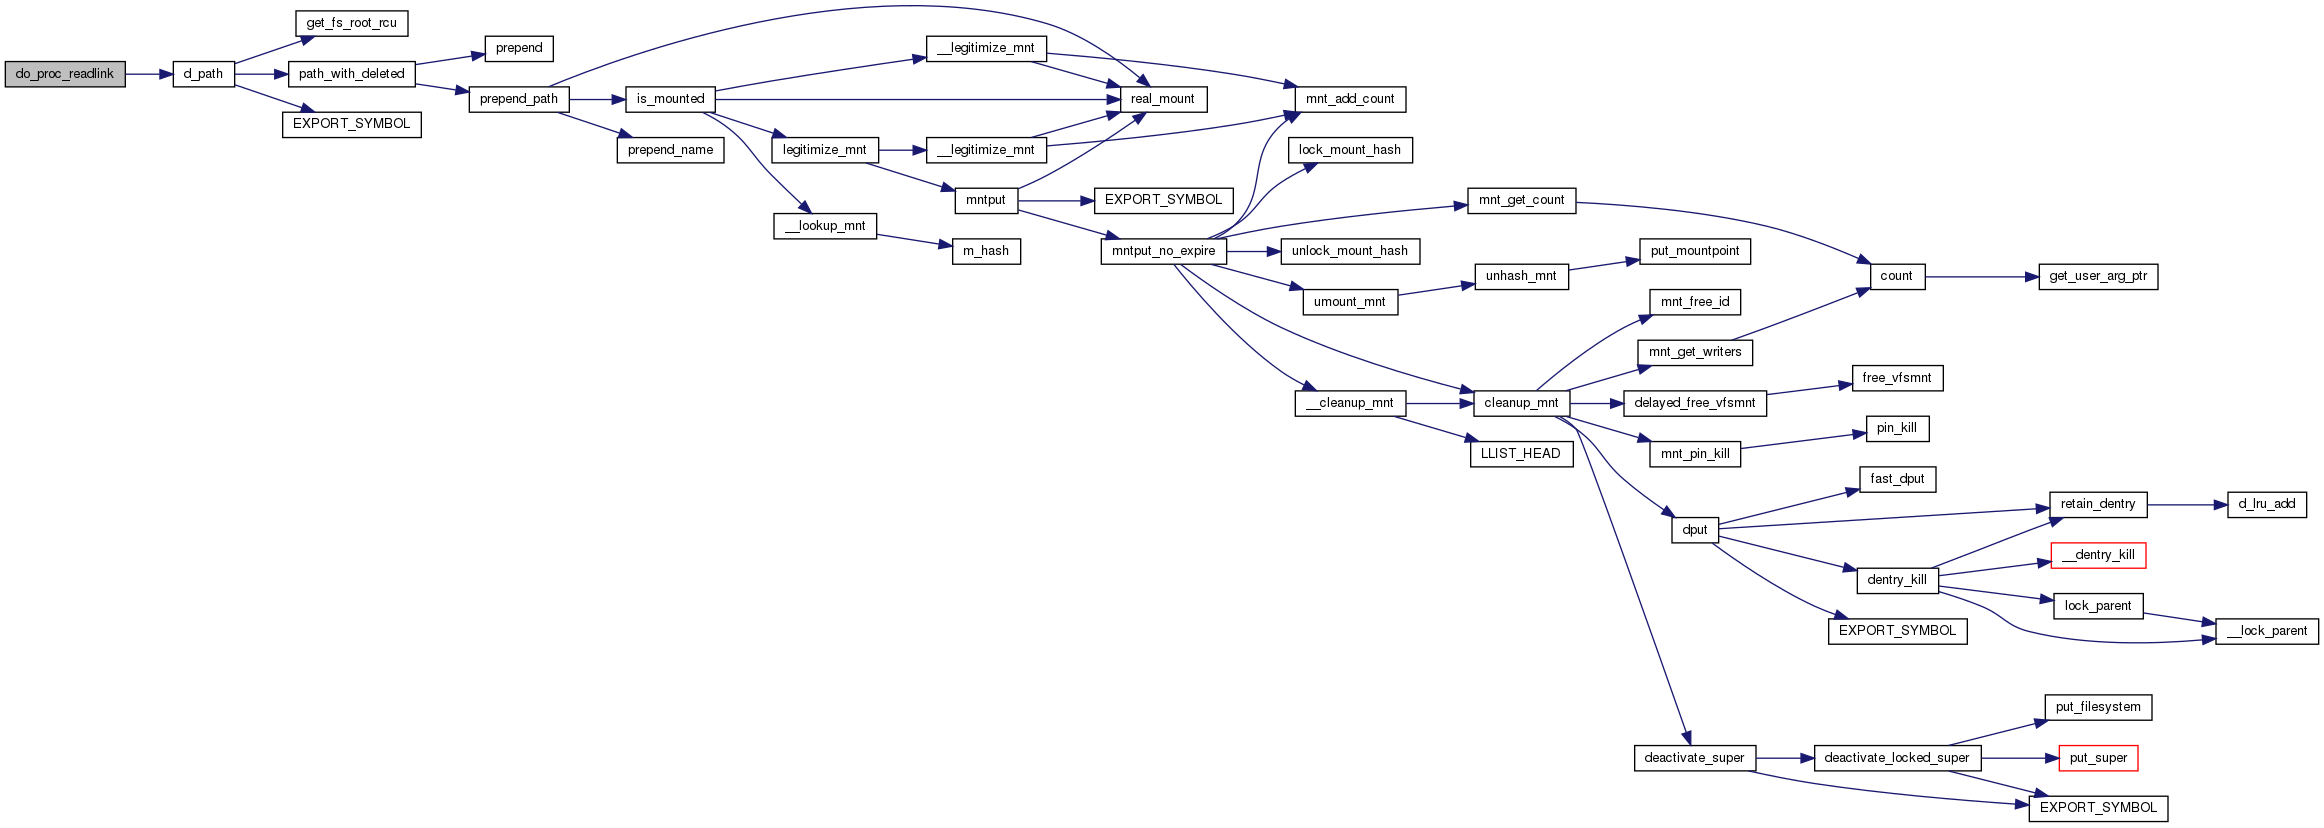 do_proc_readlink
d_path
get_fs_root_rcu
path_with_deleted
EXPORT_SYMBOL
prepend
prepend_path
is_mounted
prepend_name
__legitimize_mnt
real_mount
legitimize_mnt
__legitimize_mnt
__lookup_mnt
m_hash
mntput
EXPORT_SYMBOL
mntput_no_expire
mnt_add_count
lock_mount_hash
mnt_get_count
unlock_mount_hash
umount_mnt
unhash_mnt
put_mountpoint
count
get_user_arg_ptr
__cleanup_mnt
cleanup_mnt
LLIST_HEAD
mnt_free_id
mnt_get_writers
delayed_free_vfsmnt
free_vfsmnt
mnt_pin_kill
pin_kill
dput
fast_dput
retain_dentry
d_lru_add
dentry_kill
__dentry_kill
lock_parent
__lock_parent
EXPORT_SYMBOL
deactivate_super
deactivate_locked_super
put_filesystem
put_super
EXPORT_SYMBOL